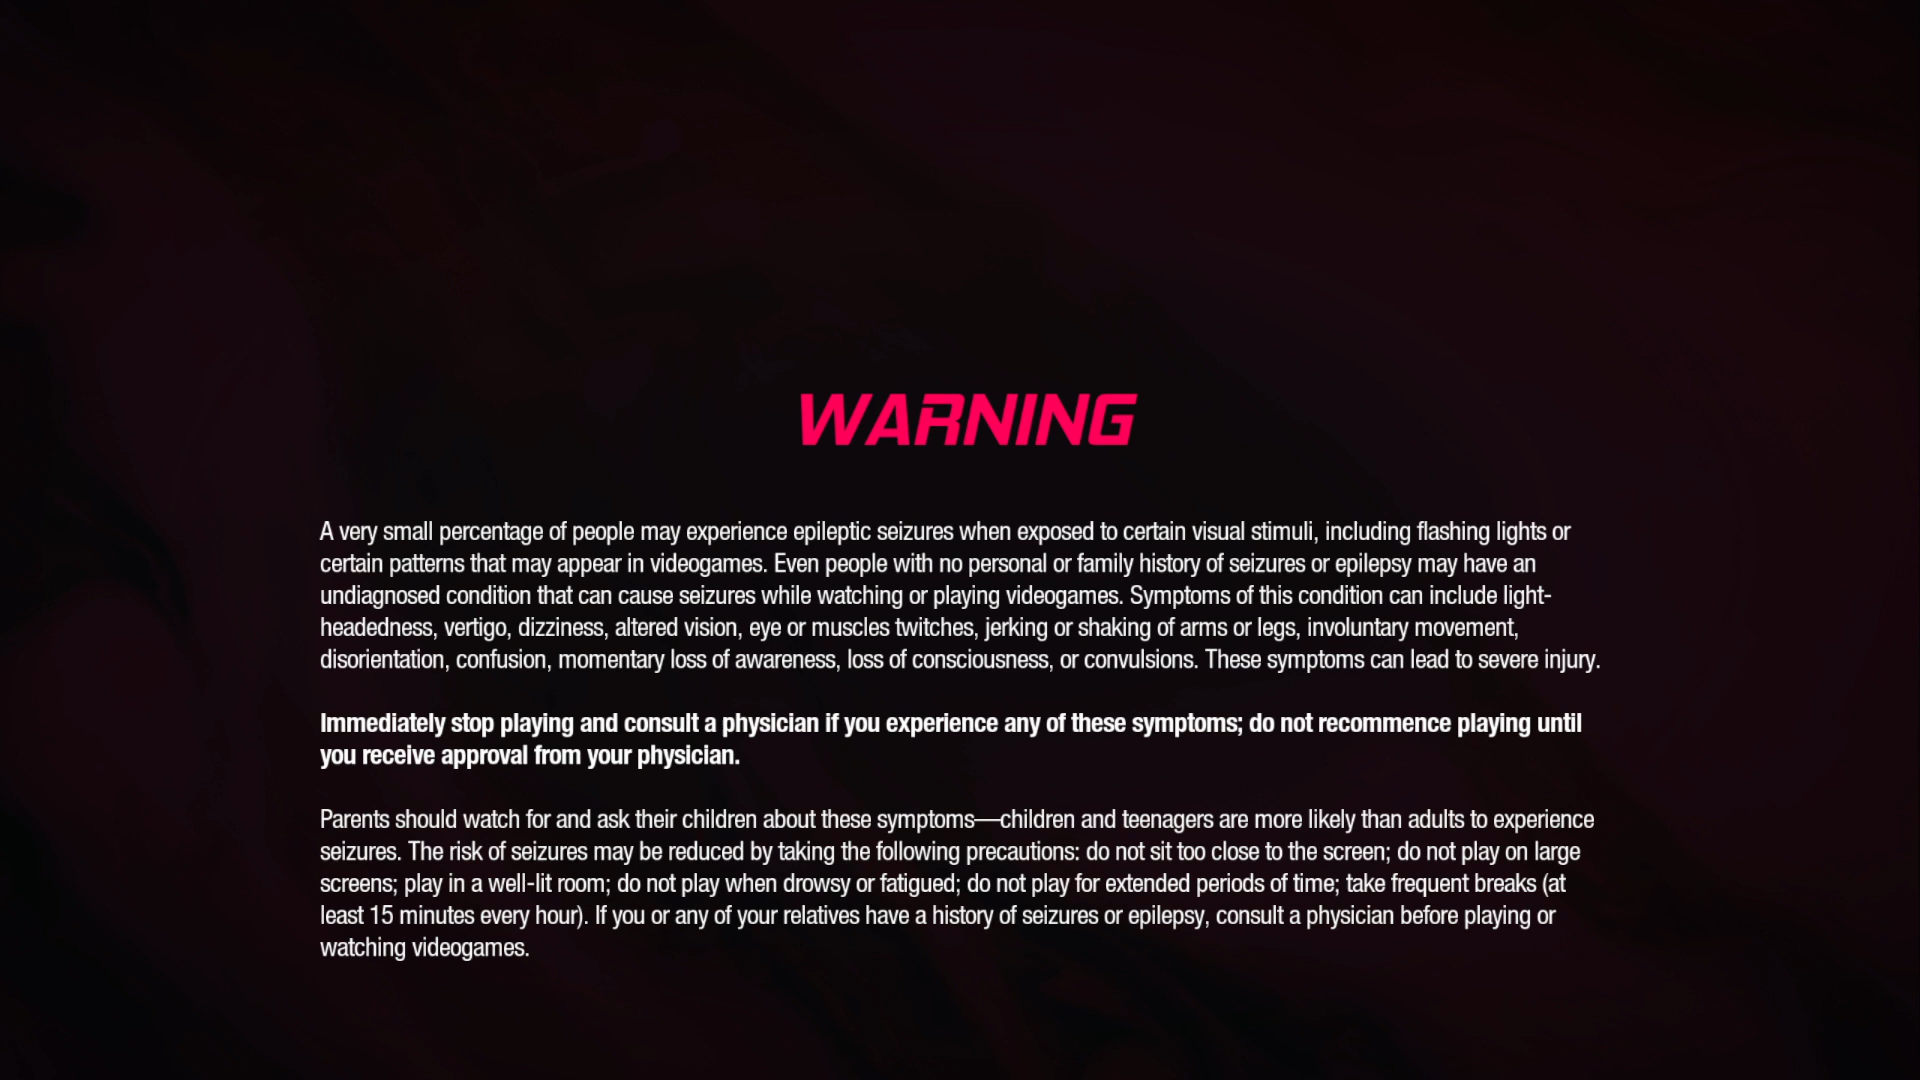 WARNING
A very small percentage of people may experience epileptic seizures when exposed to certain visual stimuli, including flashing lights or
certain patterns that may appear in videogames. Even people with no personal or family history of seizures or epilepsy may have an
undiagnosed condition that can cause seizures while watching or playing videogames. Symptoms of this condition can include light-
headedness, vertigo, dizziness, altered vision, eye or muscles twitches, jerking or shaking of arms or legs, involuntary movement,
disorientation, confusion, momentary loss of awareness, loss of consciousness, or convulsions. These symptoms can lead to severe injury.
Immediately stop playing and consult a physician if you experience any of these symptoms; do not recommence playing until
you receive approval from your physician.
Parents should watch for and ask their children about these symptoms—children and teenagers are more likely than adults to experience
seizures. The risk of seizures may be reduced by taking the following precautions: do not sit too close to the screen; do not play on large
screens; play in a well-lit room; do not play when drowsy or fatigued; do not play for extended periods of time; take frequent breaks (at
least 15 minutes every hour). If you or any of your relatives have a history of seizures or epilepsy, consult a physician before playing or
watching videogames.